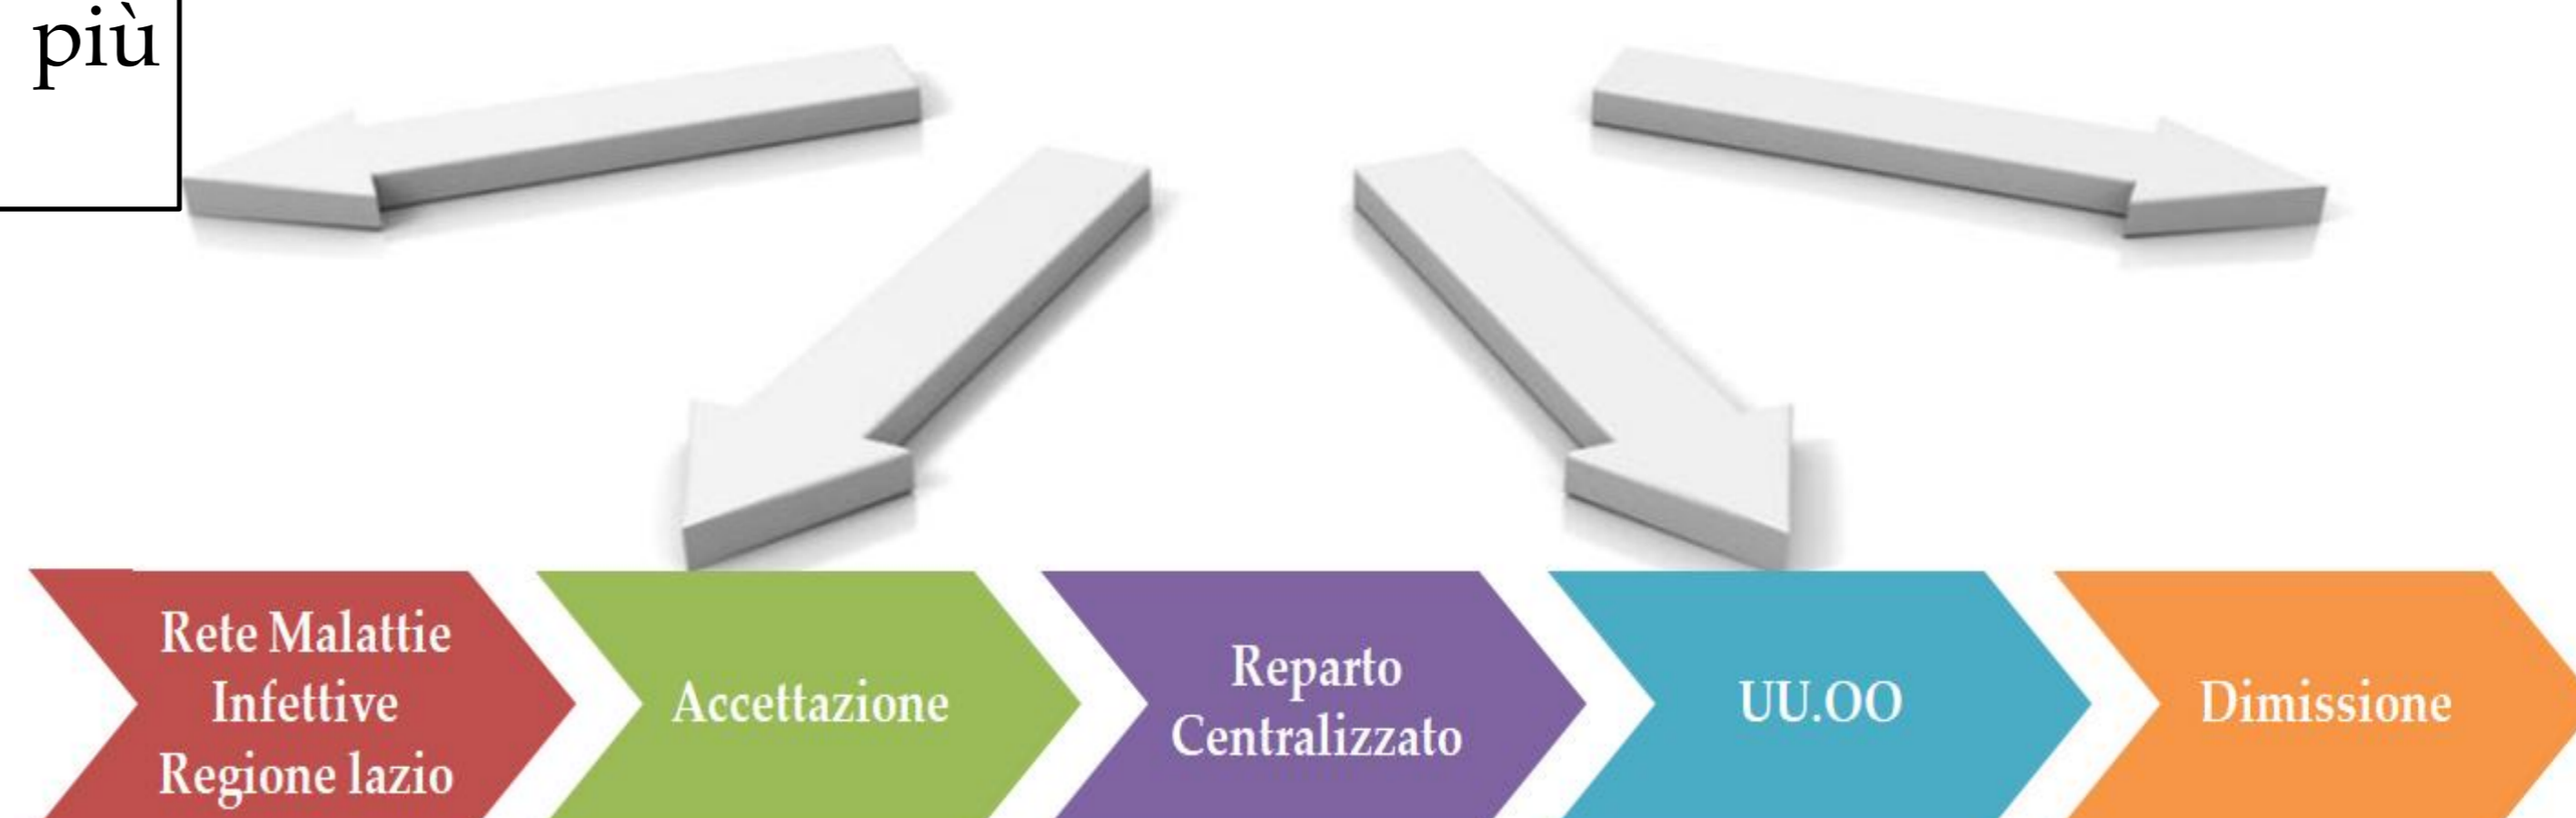 più
Rete Malattie
Infettive
Regione lazio
Accettazione
Reparto
Centralizzato
UU.OO
Dimissione